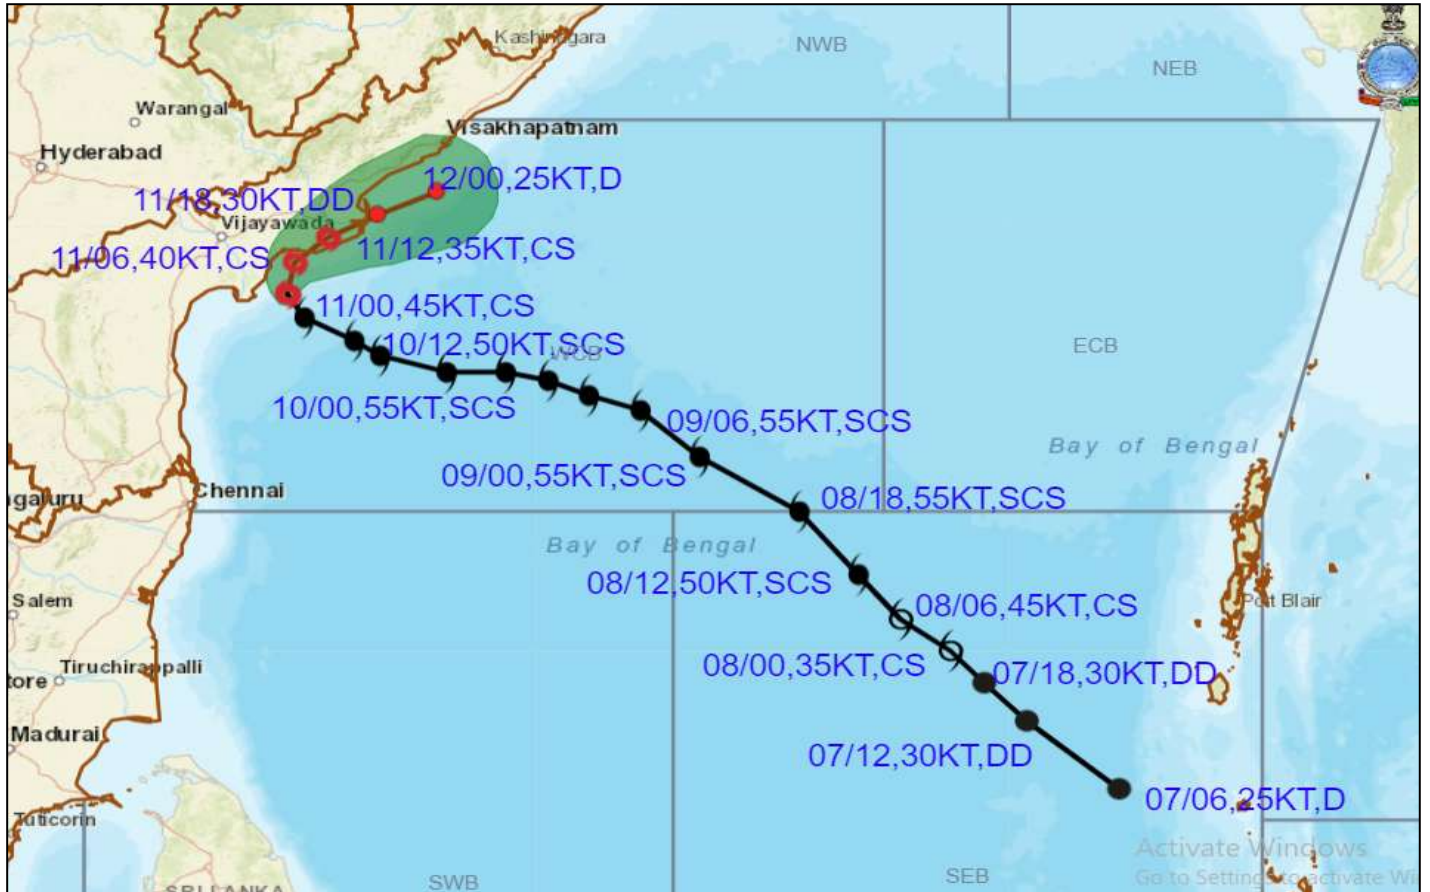 Kashinagara
NWB
NEB
Warangal
Visakhapatnam
Hyderabad
12/00,25KT,D
11/18,30KT,DD
Vijayawada
11/12,35KT,CS
11/06,40KT,CS
11/00,45KT,CS
10/12,50KT,SCS
WCB
ECB
10/00,55KT,SCS
09/06,55KT,SCS
Bay of Bengal
09/00,55KT,SCS
Chennai
ngaluru
08/18,55KT,SCS
Bay of Bengal
08/12,50KT,SCS
Salem
08/06,45KT,CS
Port Blair
Tiruchirappalli
tore
08/00,35KT,CS
07/18,30KT,DD
Madurai
07/12,30KT,DD
07/06,25KT,D
Tuticorin
Activate Windows
Go to Settings to activate Wi
SWB
SEB
SRI LANKA